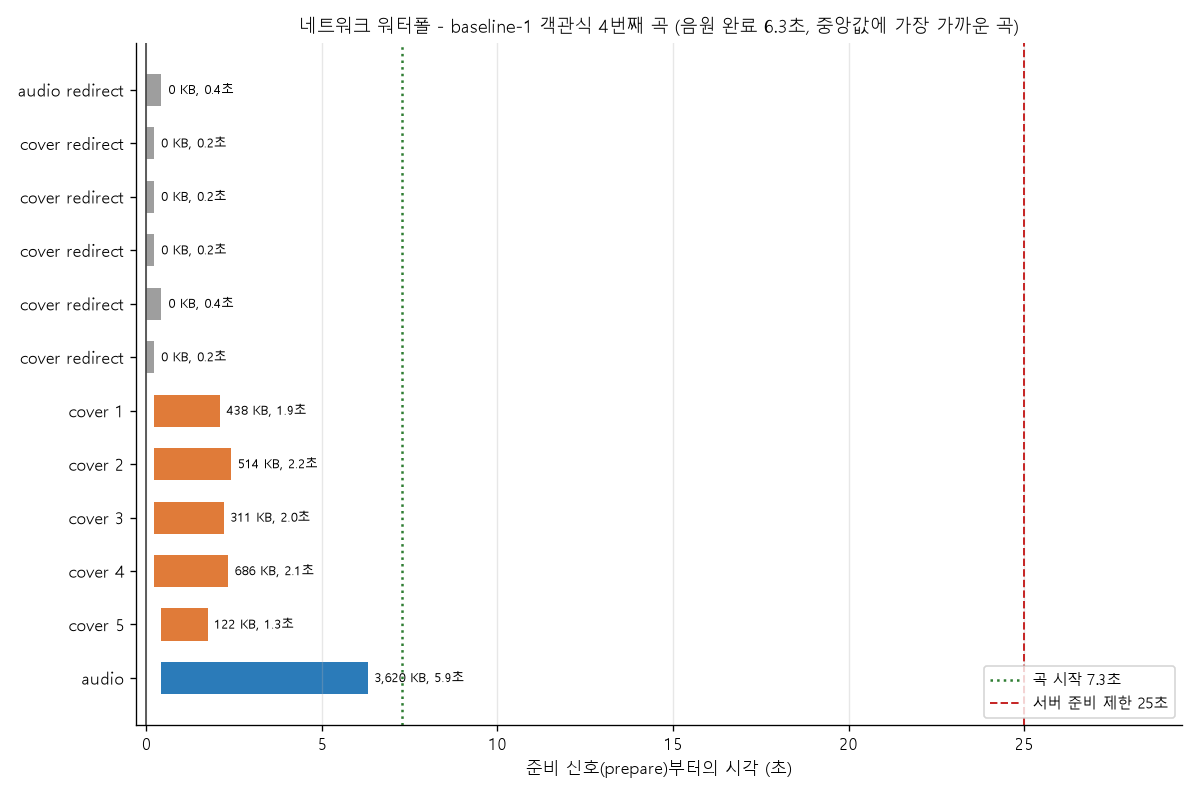 네트워크 워터폴 - baseline-1 객관식 4번째 곡 (음원 완료 6.3초, 중앙값에 가장 가까운 곡)
audio redirect 0 KB, 0.4초
cover redirect 0 KB, 0.2초
cover redirect 0 KB, 0.2초
cover redirect 0 KB, 0.2초
cover redirect 0 KB, 0.4초
cover redirect 0 KB, 0.2초
cover 1 438 KB, 1.9초
cover 2 514 KB, 2.2초
cover 3 311 KB, 2.0초
cover 4 686 KB, 2.1초
cover 5 122 KB, 1.3초
audio 3,620 KB, 5.9초
곡 시작 7.3초
서버 준비 제한 25초
0 5 10 15 20 25
준비 신호(prepare)부터의 시각 (초)